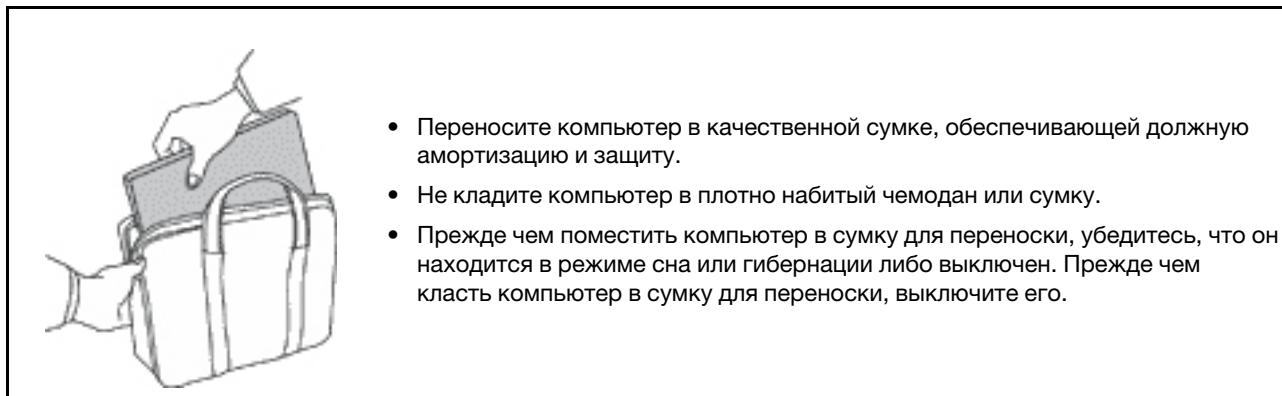 • Переносите компьютер в качественной сумке, обеспечивающей должную
амортизацию и защиту.
• Не кладите компьютер в плотно набитый чемодан или сумку.
• Прежде чем поместить компьютер в сумку для переноски, убедитесь, что он
находится в режиме сна или гибернации либо выключен. Прежде чем
класть компьютер в сумку для переноски, выключите его.